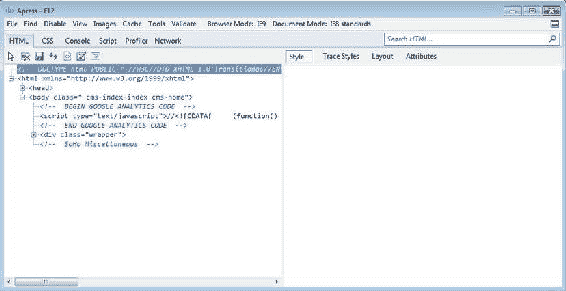 Apress - F12
File Find Disable View Images Cache Tools Validate Browser Mode: IE9 Document Mode: IE8 standards
HTML CSS Console Script Profiler Network
Search HTML...
Style Trace Styles Layout Attributes
<!-- DOCTYPE html PUBLIC "-//W3C//DTD XHTML 1.0 Transitional//EN
<html xmlns="http://www.w3.org/1999/xhtml">
<head>
<body class=" cms-index-index cms-home">
<!-- BEGIN GOOGLE ANALYTICS CODE -->
<script type="text/javascript">//<![CDATA[ (function()
<!-- END GOOGLE ANALYTICS CODE -->
<div class="wrapper">
<!-- SoHo Miscellaneous -->